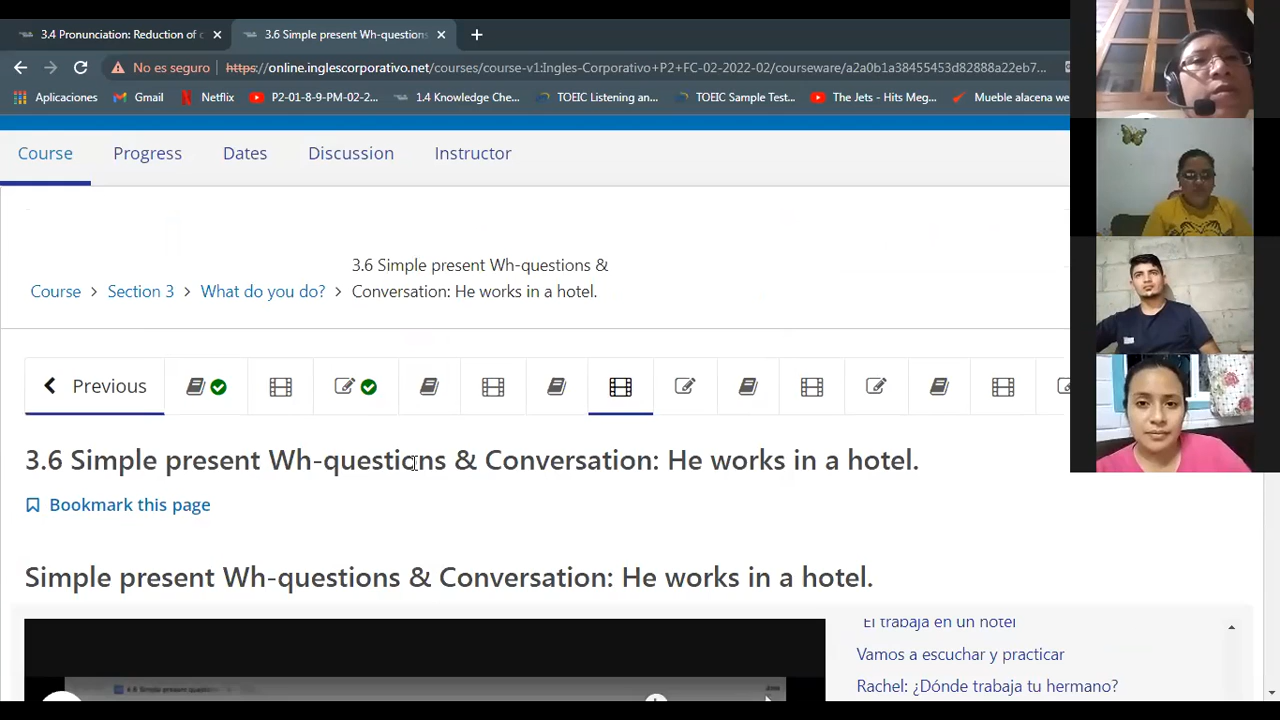 3.4 Pronunciation: Reduction of c
3.6 Simple present Wh-questions
No es seguro
https://online.inglescorporativo.net/courses/course-v1:Ingles-Corporativo+P2+FC-02-2022-02/courseware/a2a0b1a38455453d82888a22eb7...
Aplicaciones
Gmail
Netflix
P2-01-8-9-PM-02-2...
1.4 Knowledge Che...
TOEIC Listening an...
TOEIC Sample Test...
The Jets - Hits Meg...
Mueble alacena we
Course
Progress
Dates
Discussion
Instructor
3.6 Simple present Wh-questions &
Course > Section 3 > What do you do? > Conversation: He works in a hotel.
Previous
3.6 Simple present Wh-questions & Conversation: He works in a hotel.
Bookmark this page
Simple present Wh-questions & Conversation: He works in a hotel.
El trabaja en un hotel
Vamos a escuchar y practicar
Rachel: ¿Dónde trabaja tu hermano?